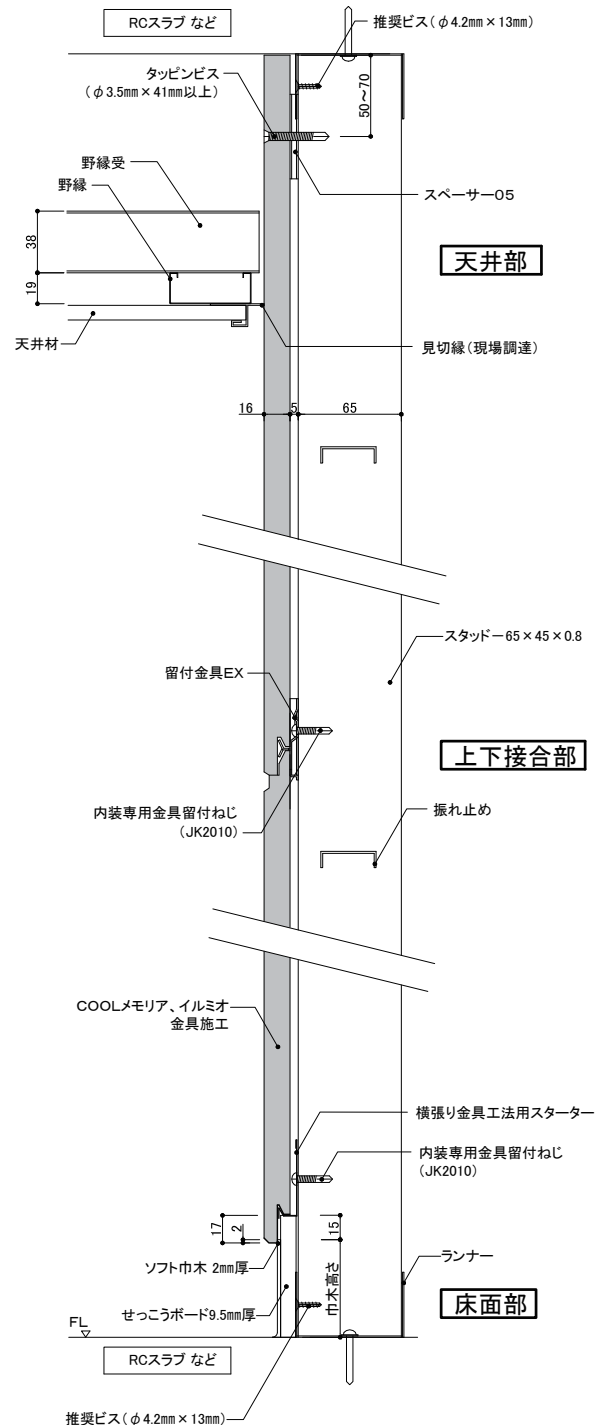 RCスラブ など
推奨ビス(φ4.2mm×13mm)
タッピンビス
(φ3.5mm×41mm以上)
50~70
野縁受
野縁
スペーサー05
38
19
天井部
天井材
見切縁(現場調達)
16
5
65
スタッドー65×45×0.8
留付金具EX
上下接合部
内装専用金具留付ねじ
(JK2010)
振れ止め
COOLメモリア、イルミオ
金具施工
横張り金具工法用スターター
内装専用金具留付ねじ
(JK2010)
17
2
15
ソフト巾木 2mm厚
巾木高さ
ランナー
せっこうボード9.5mm厚
床面部
FL
RCスラブ など
推奨ビス(φ4.2mm×13mm)